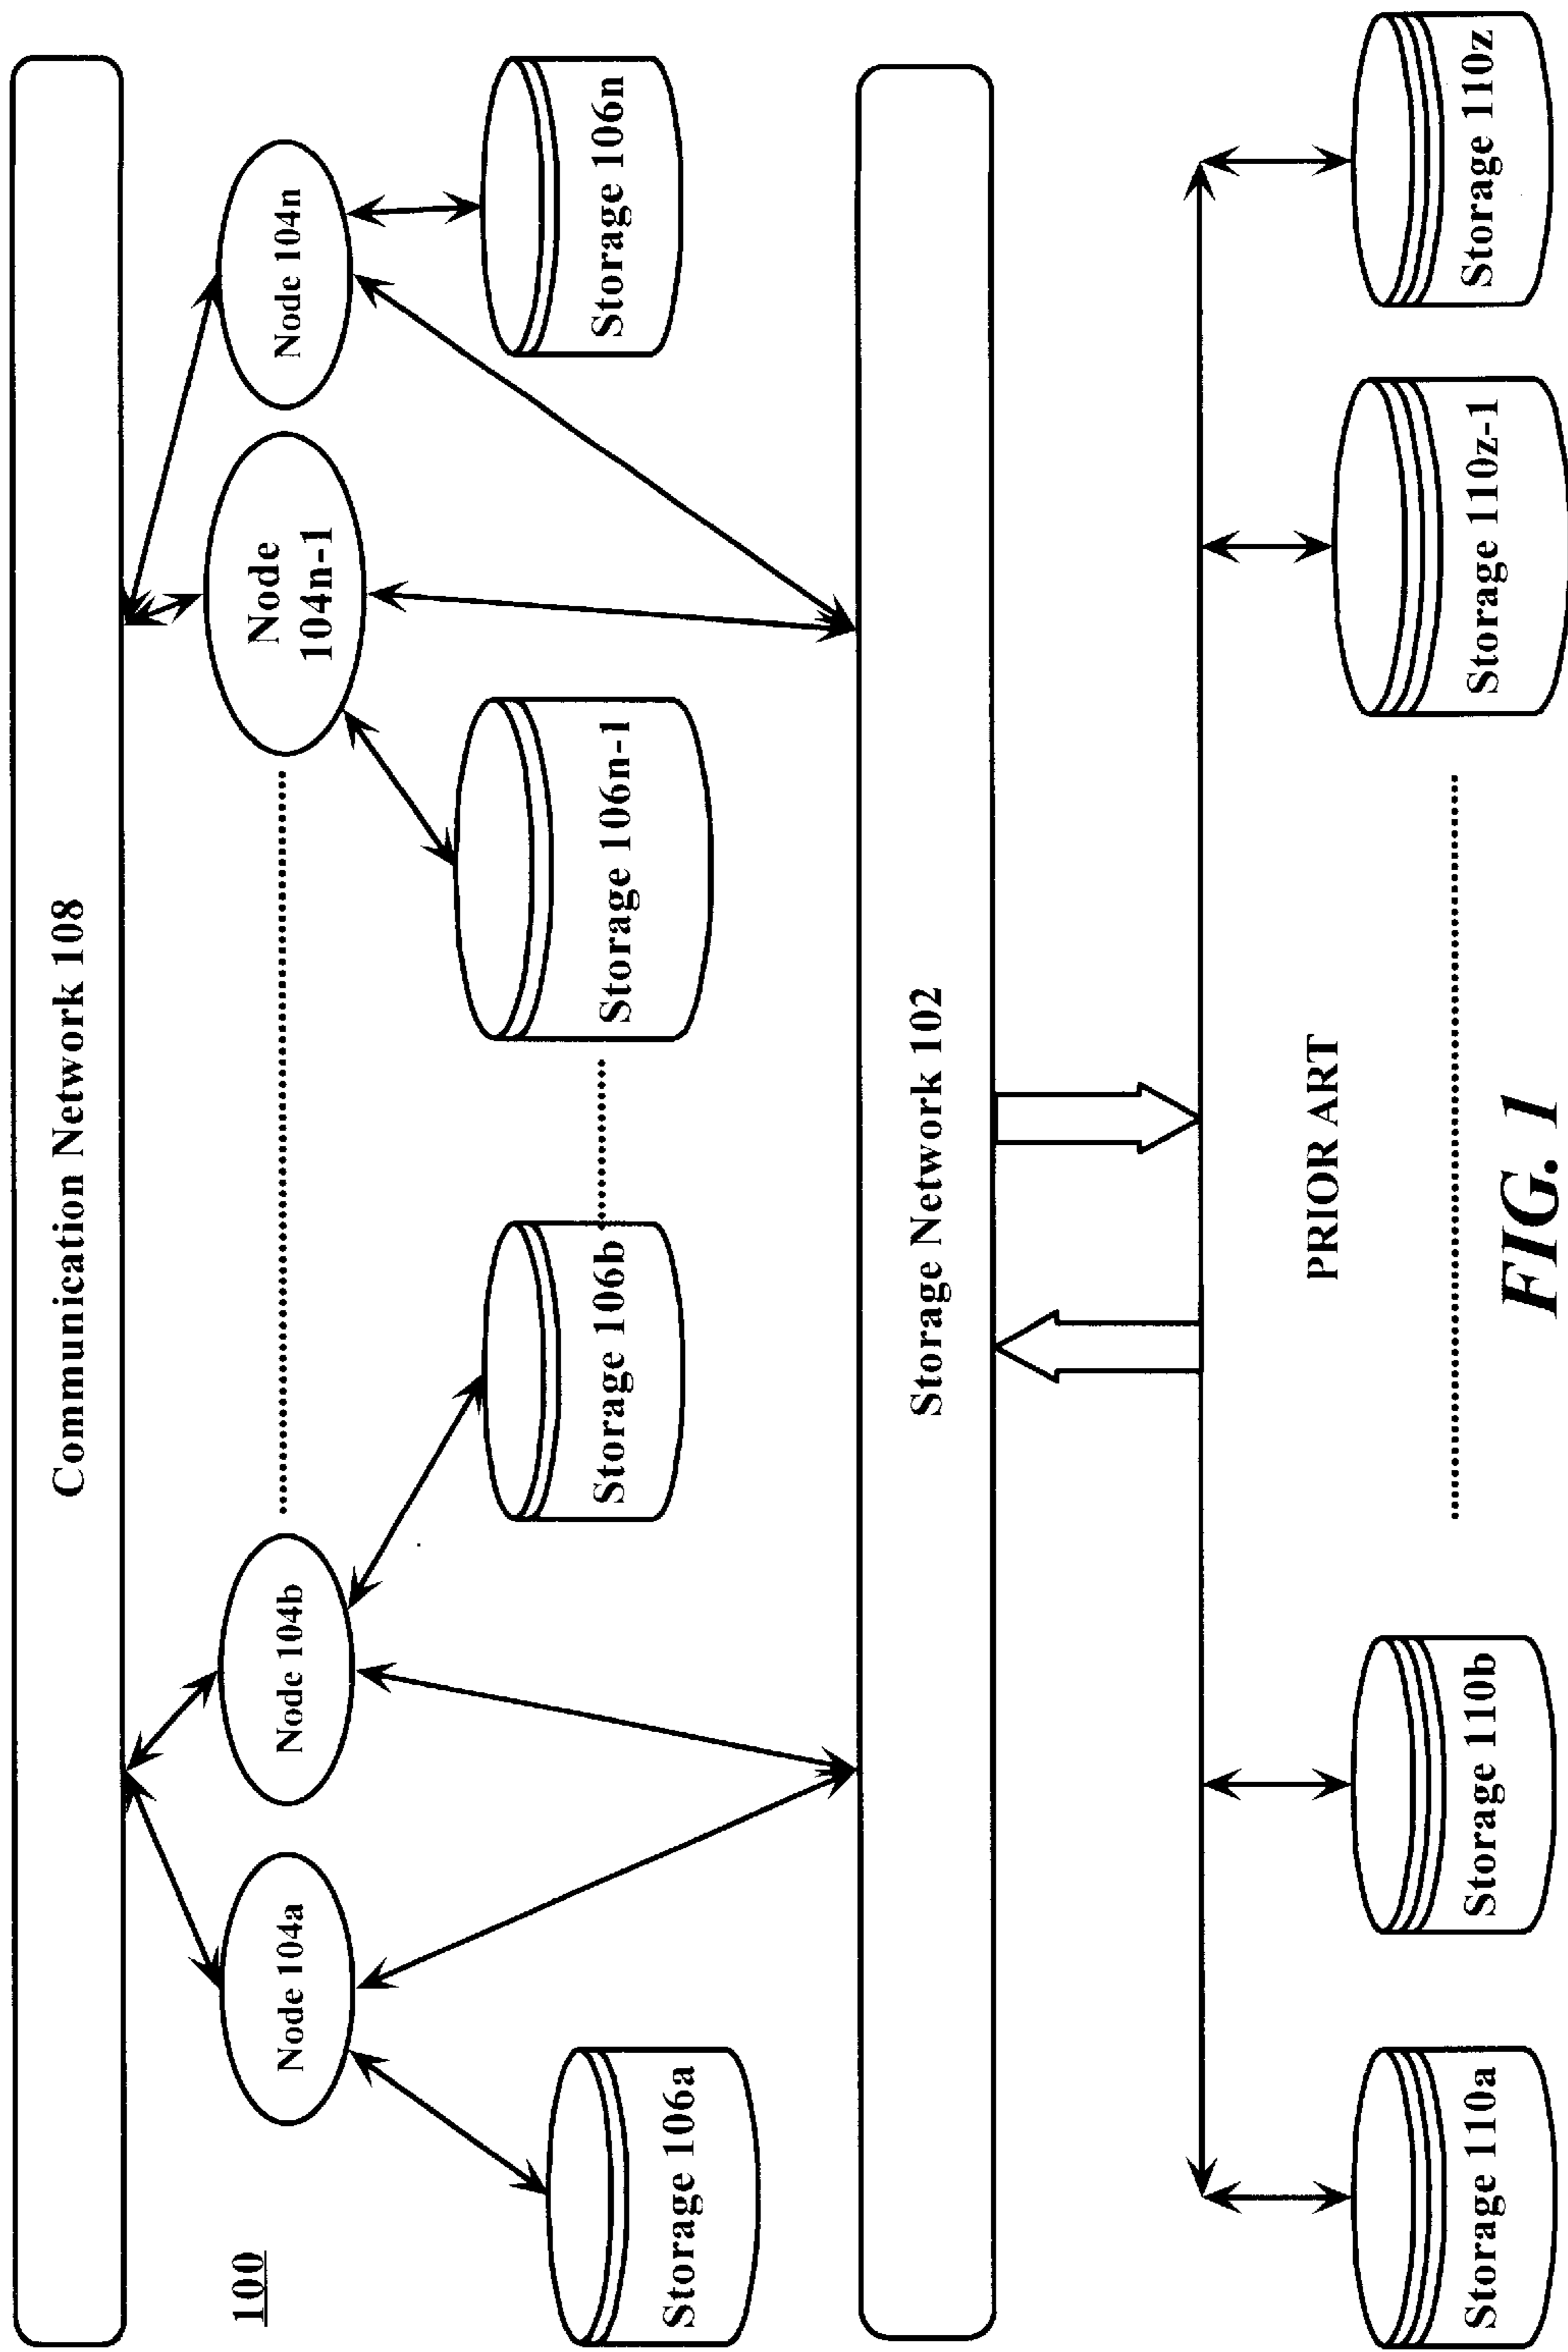 Communication Network 108
100
Node 104a
Node 104b
Node
104n-1
Node 104n
Storage 106a
Storage 106b
Storage 106n-1
Storage 106n
Storage Network 102
PRIOR ART
Storage 110a
Storage 110b
Storage 110z-1
Storage 110z
FIG. 1